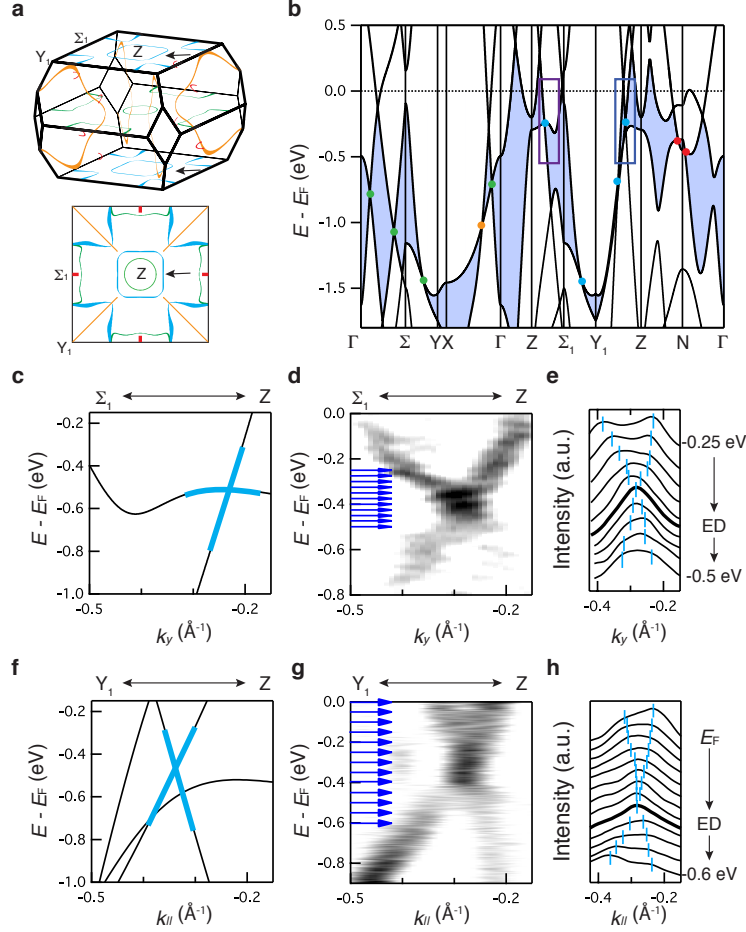 a
Σ1
Y1
Z
Z
Σ1
Y1
b
E - EF (eV)
0.5
0.0
-0.5
-1.0
-1.5
Γ Σ YX Γ Z Σ1 Y1 Z N Γ
c
Σ1 Z
E - EF (eV)
-0.2
-0.4
-0.6
-0.8
-1.0
-0.5 -0.2
ky (Å-1)
d
Σ1 Z
E - EF (eV)
0.0
-0.2
-0.4
-0.6
-0.8
-0.5 -0.2
ky (Å-1)
e
Intensity (a.u.)
-0.25 eV
ED
-0.5 eV
-0.4 -0.2
ky (Å-1)
f
Y1 Z
E - EF (eV)
-0.2
-0.4
-0.6
-0.8
-1.0
-0.5 -0.2
k// (Å-1)
g
Y1 Z
E - EF (eV)
0.0
-0.2
-0.4
-0.6
-0.8
-0.5 -0.2
k// (Å-1)
h
Intensity (a.u.)
EF
ED
-0.6 eV
-0.4 -0.2
k// (Å-1)